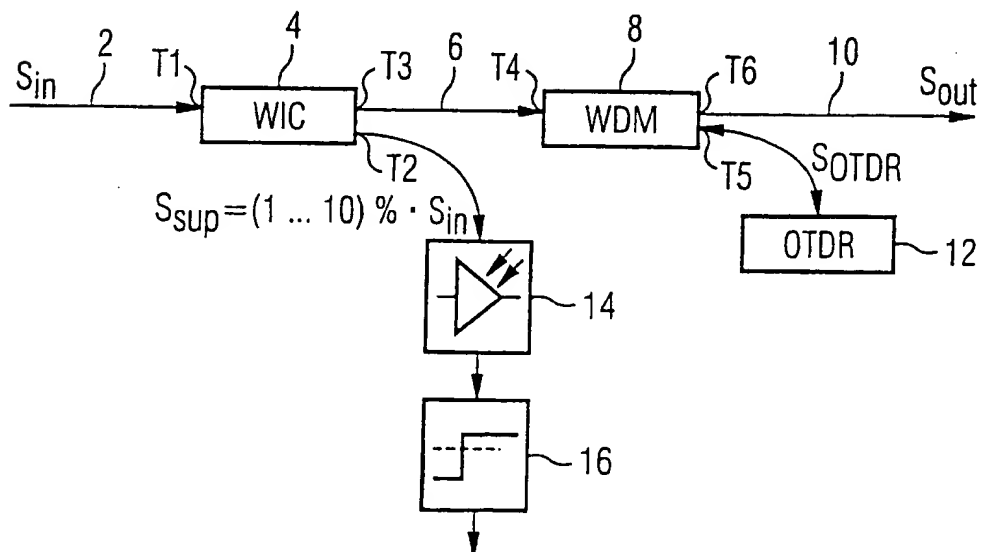 2
4
6
8
10
S_in
T1
WIC
T3
T2
T4
WDM
T6
T5
S_out
S_OTDR
S_sup = (1 ... 10) % · S_in
OTDR
12
14
16